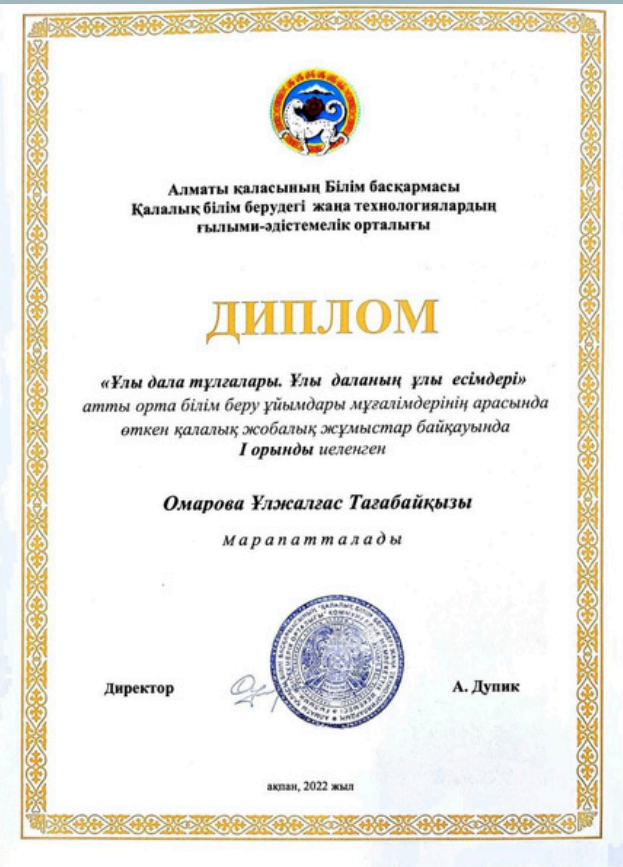 Алматы қаласының Білім басқармасы
Қалалық білім берудегі жаңа технологиялардың
ғылыми-әдістемелік орталығы
ДИПЛОМ
«Ұлы дала тұлғалары. Ұлы даланың ұлы есімдері»
атты орта білім беру ұйымдары мұғалімдерінің арасында
өткен қалалық жобалық жұмыстар байқауында
I орынды иеленген
Омарова Ұлжалғас Тағабайқызы
марапатталады
Директор
А. Дупик
ақпан, 2022 жыл